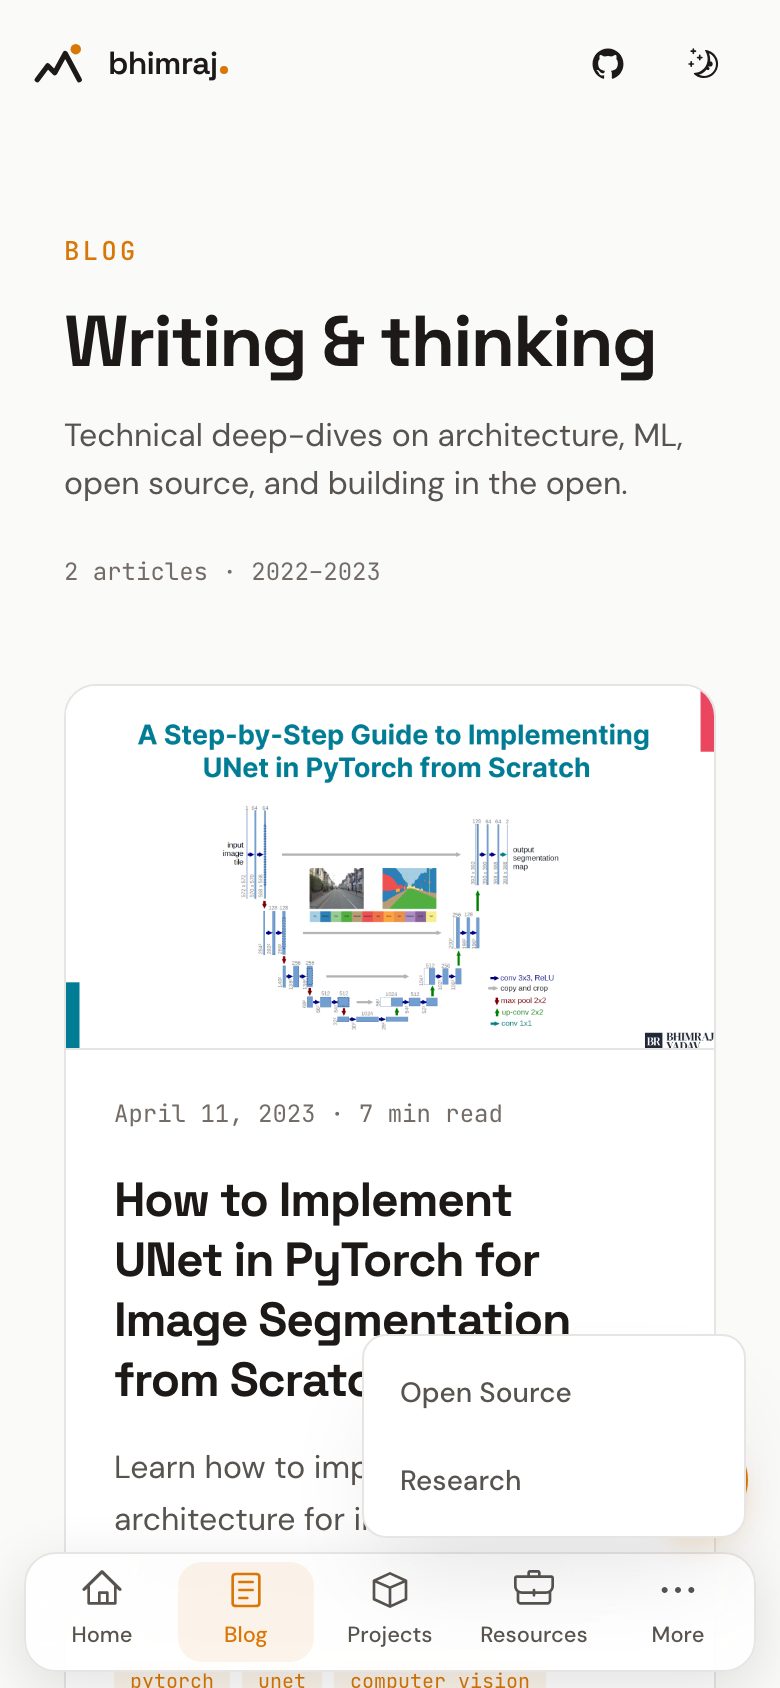 bhimraj.
BLOG
Writing & thinking
Technical deep-dives on architecture, ML,
open source, and building in the open.
2 articles · 2022–2023
A Step-by-Step Guide to Implementing
UNet in PyTorch from Scratch
input
image
tile
output
segmentation
map
conv 3x3, ReLU
copy and crop
max pool 2x2
up-conv 2x2
conv 1x1
BR BHIMRAJ
YADAV
April 11, 2023 · 7 min read
How to Implement
UNet in PyTorch for
Image Segmentation
from
Learn how to
architecture for
Open Source
Research
Home
Blog
Projects
Resources
More
pytorch
unet
computer vision